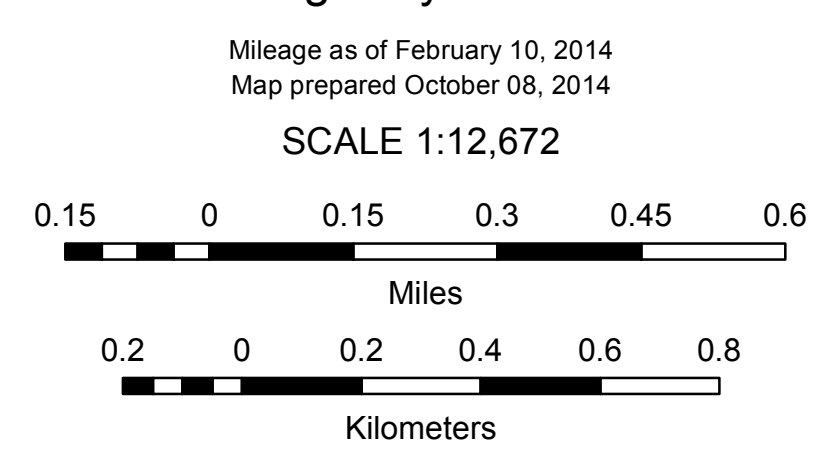 Mileage as of February 10, 2014
Map prepared October 08, 2014
SCALE 1:12,672
0.15 0 0.15 0.3 0.45 0.6
Miles
0.2 0 0.2 0.4 0.6 0.8
Kilometers